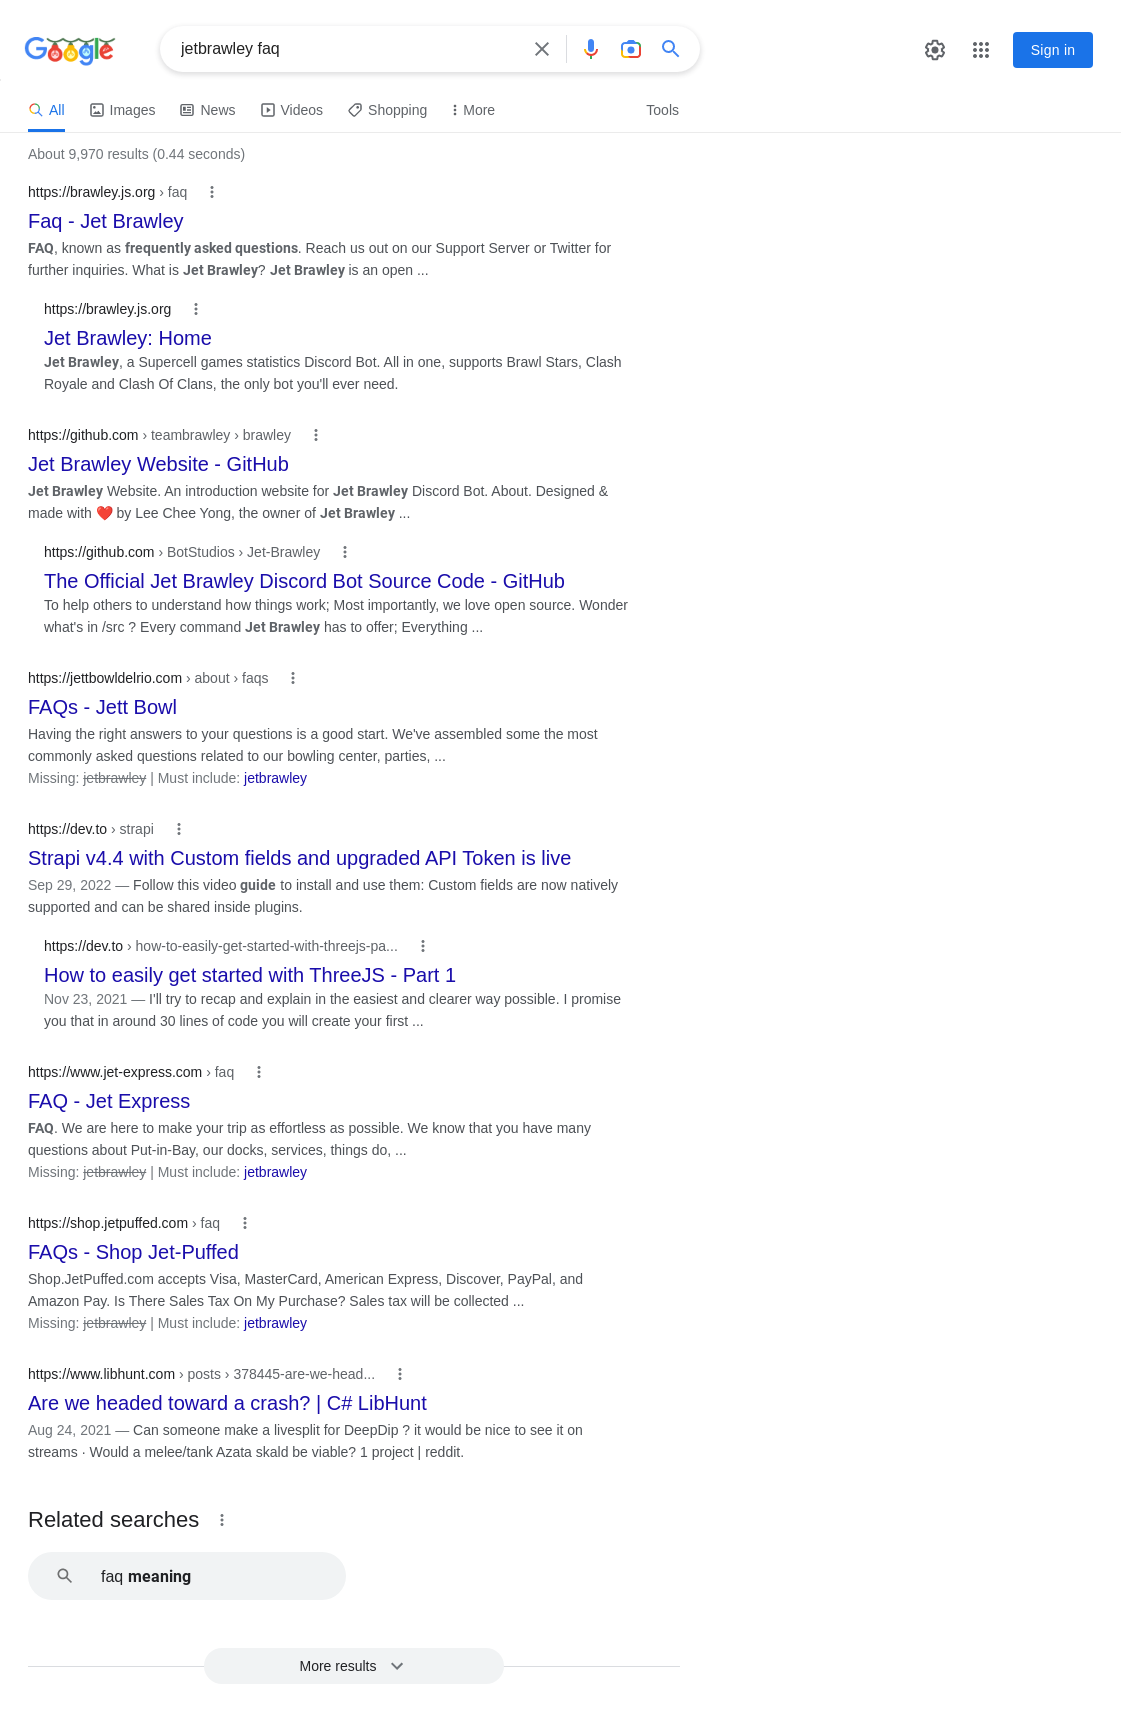 Google
jetbrawley faq
Sign in
All Images News Videos Shopping More Tools
About 9,970 results (0.44 seconds)
https://brawley.js.org › faq
Faq - Jet Brawley
FAQ, known as frequently asked questions. Reach us out on our Support Server or Twitter for
further inquiries. What is Jet Brawley? Jet Brawley is an open ...
https://brawley.js.org
Jet Brawley: Home
Jet Brawley, a Supercell games statistics Discord Bot. All in one, supports Brawl Stars, Clash
Royale and Clash Of Clans, the only bot you'll ever need.
https://github.com › teambrawley › brawley
Jet Brawley Website - GitHub
Jet Brawley Website. An introduction website for Jet Brawley Discord Bot. About. Designed &
made with ❤️ by Lee Chee Yong, the owner of Jet Brawley ...
https://github.com › BotStudios › Jet-Brawley
The Official Jet Brawley Discord Bot Source Code - GitHub
To help others to understand how things work; Most importantly, we love open source. Wonder
what's in /src ? Every command Jet Brawley has to offer; Everything ...
https://jettbowldelrio.com › about › faqs
FAQs - Jett Bowl
Having the right answers to your questions is a good start. We've assembled some the most
commonly asked questions related to our bowling center, parties, ...
Missing: jetbrawley | Must include: jetbrawley
https://dev.to › strapi
Strapi v4.4 with Custom fields and upgraded API Token is live
Sep 29, 2022 — Follow this video guide to install and use them: Custom fields are now natively
supported and can be shared inside plugins.
https://dev.to › how-to-easily-get-started-with-threejs-pa...
How to easily get started with ThreeJS - Part 1
Nov 23, 2021 — I'll try to recap and explain in the easiest and clearer way possible. I promise
you that in around 30 lines of code you will create your first ...
https://www.jet-express.com › faq
FAQ - Jet Express
FAQ. We are here to make your trip as effortless as possible. We know that you have many
questions about Put-in-Bay, our docks, services, things do, ...
Missing: jetbrawley | Must include: jetbrawley
https://shop.jetpuffed.com › faq
FAQs - Shop Jet-Puffed
Shop.JetPuffed.com accepts Visa, MasterCard, American Express, Discover, PayPal, and
Amazon Pay. Is There Sales Tax On My Purchase? Sales tax will be collected ...
Missing: jetbrawley | Must include: jetbrawley
https://www.libhunt.com › posts › 378445-are-we-head...
Are we headed toward a crash? | C# LibHunt
Aug 24, 2021 — Can someone make a livesplit for DeepDip ? it would be nice to see it on
streams · Would a melee/tank Azata skald be viable? 1 project | reddit.
Related searches
faq meaning
More results